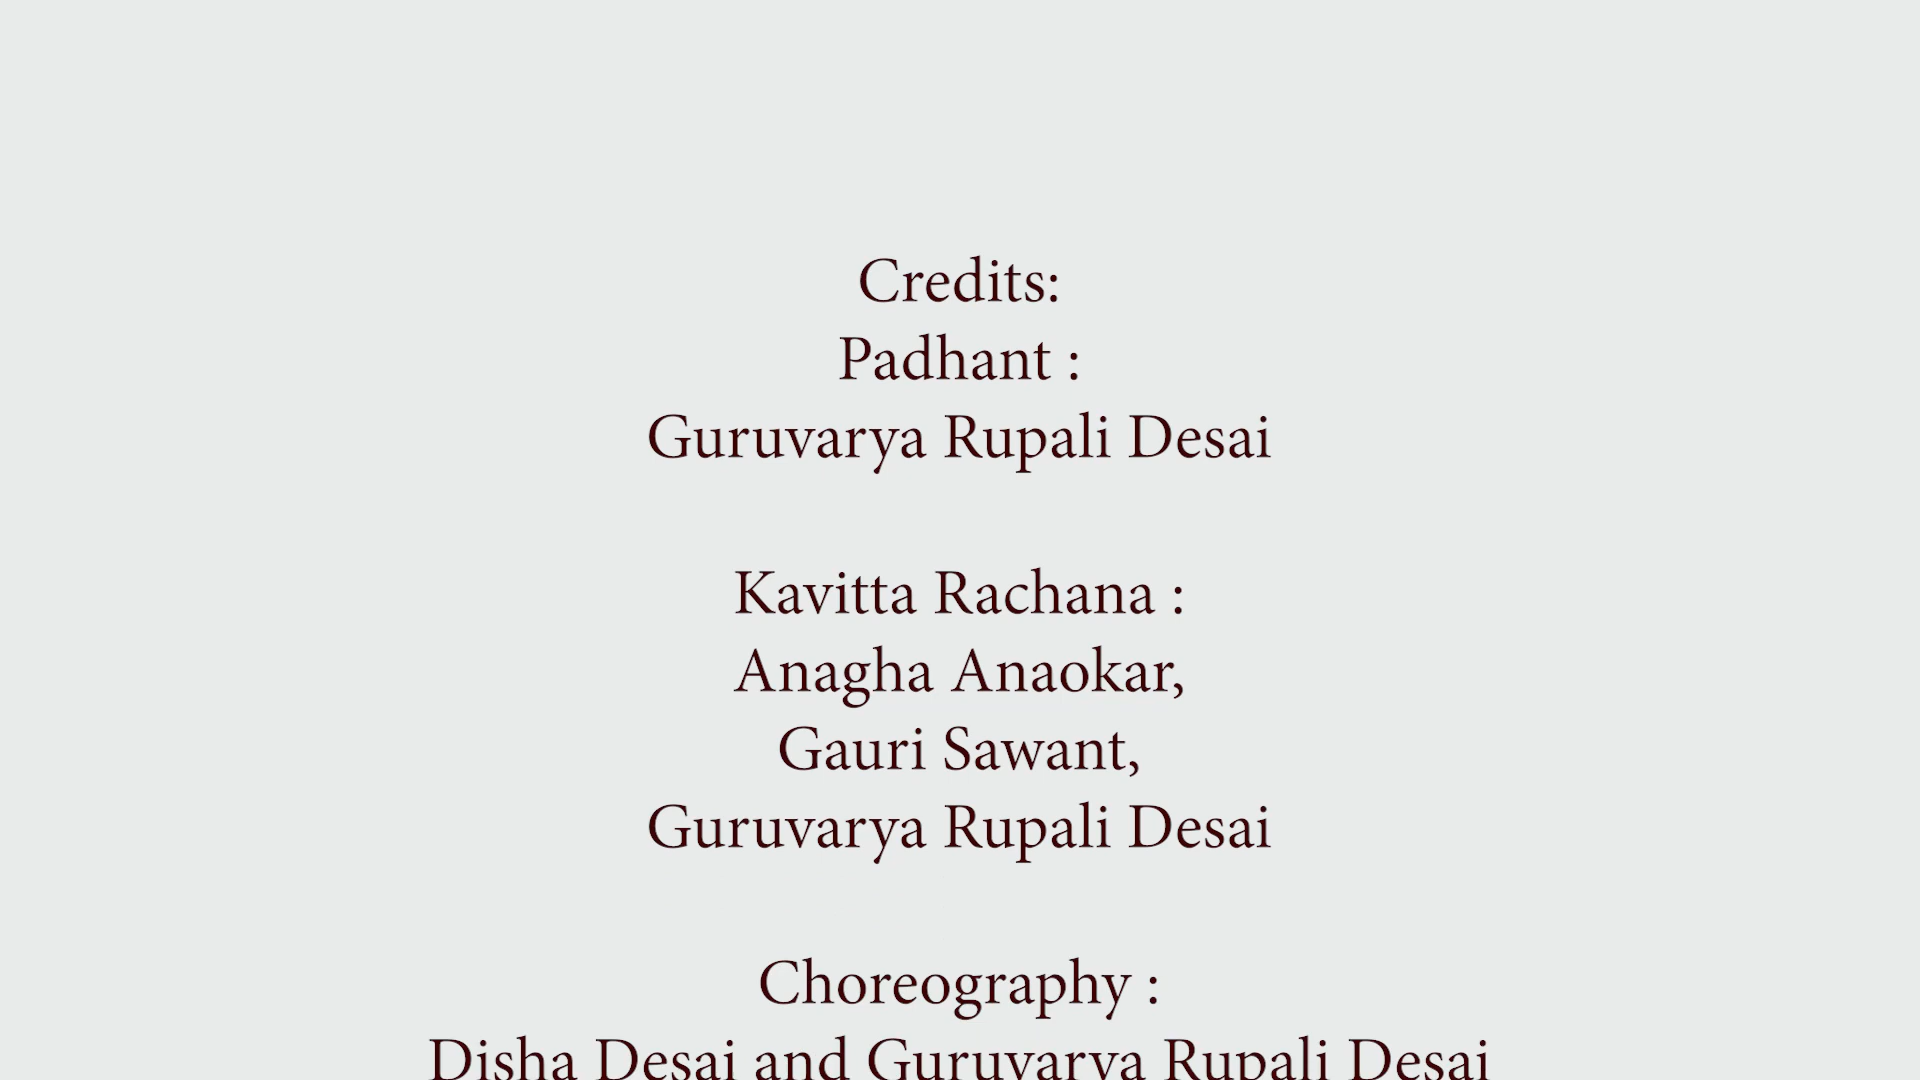 Credits:
Padhant :
Guruvarya Rupali Desai
Kavitta Rachana :
Anagha Anaokar,
Gauri Sawant,
Guruvarya Rupali Desai
Choreography :
Disha Desai and Guruvarya Rupali Desai